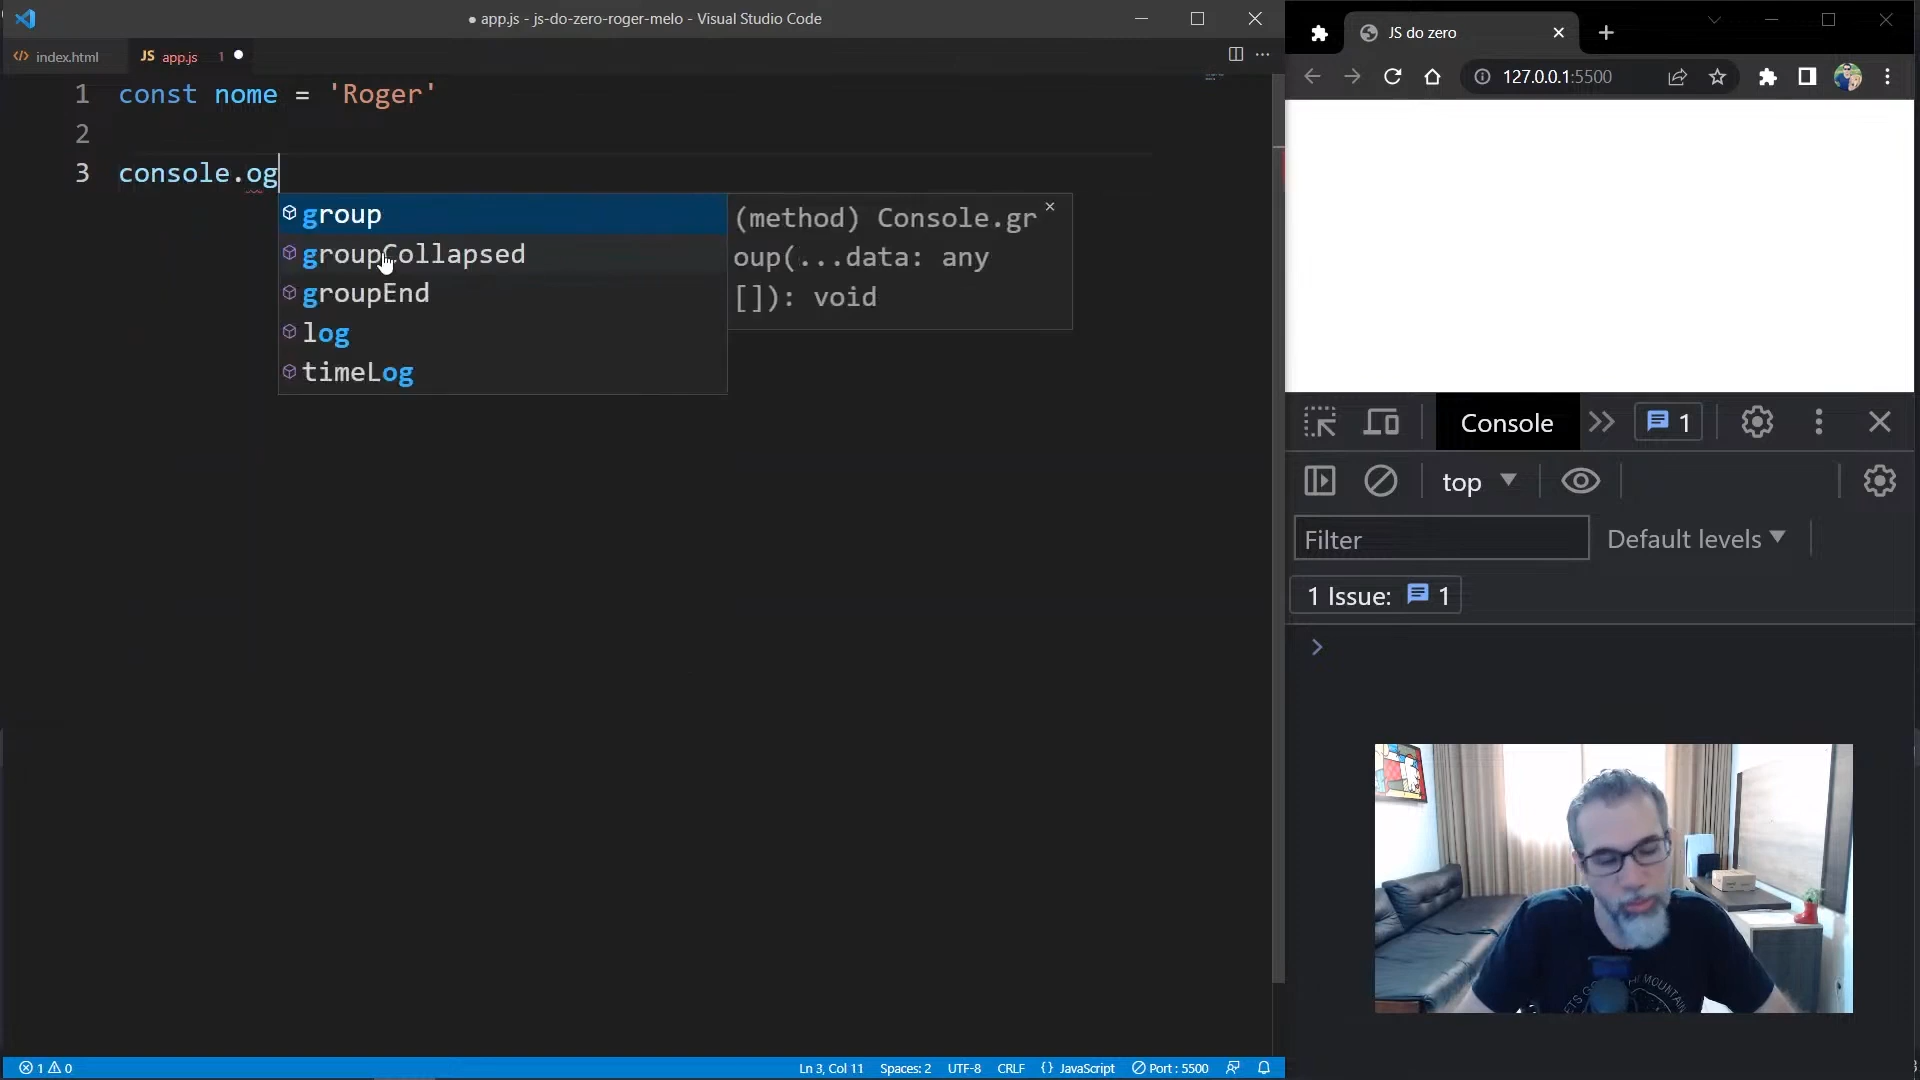 ● app.js - js-do-zero-roger-melo - Visual Studio Code
index.html
JS app.js 1 ●
1 const nome = 'Roger'
2
3 console.og
group
groupCollapsed
groupEnd
log
timeLog
(method) Console.gr
oup(...data: any
[]): void
1 0
Ln 3, Col 11 Spaces: 2 UTF-8 CRLF {} JavaScript Port : 5500
JS do zero
127.0.0.1:5500
Console 1
top
Filter Default levels
1 Issue: 1
>